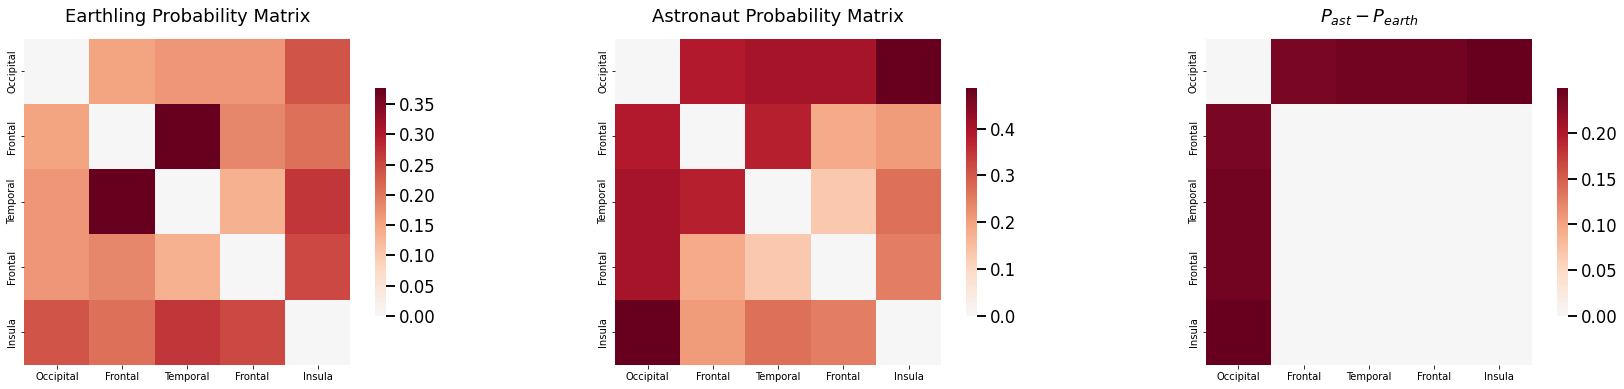 Earthling Probability Matrix
Occipital
Frontal
Temporal
Frontal
Insula
Occipital Frontal Temporal Frontal Insula
0.35
0.30
0.25
0.20
0.15
0.10
0.05
0.00
Astronaut Probability Matrix
Occipital
Frontal
Temporal
Frontal
Insula
Occipital Frontal Temporal Frontal Insula
0.4
0.3
0.2
0.1
0.0
P_ast − P_earth
Occipital
Frontal
Temporal
Frontal
Insula
Occipital Frontal Temporal Frontal Insula
0.20
0.15
0.10
0.05
0.00